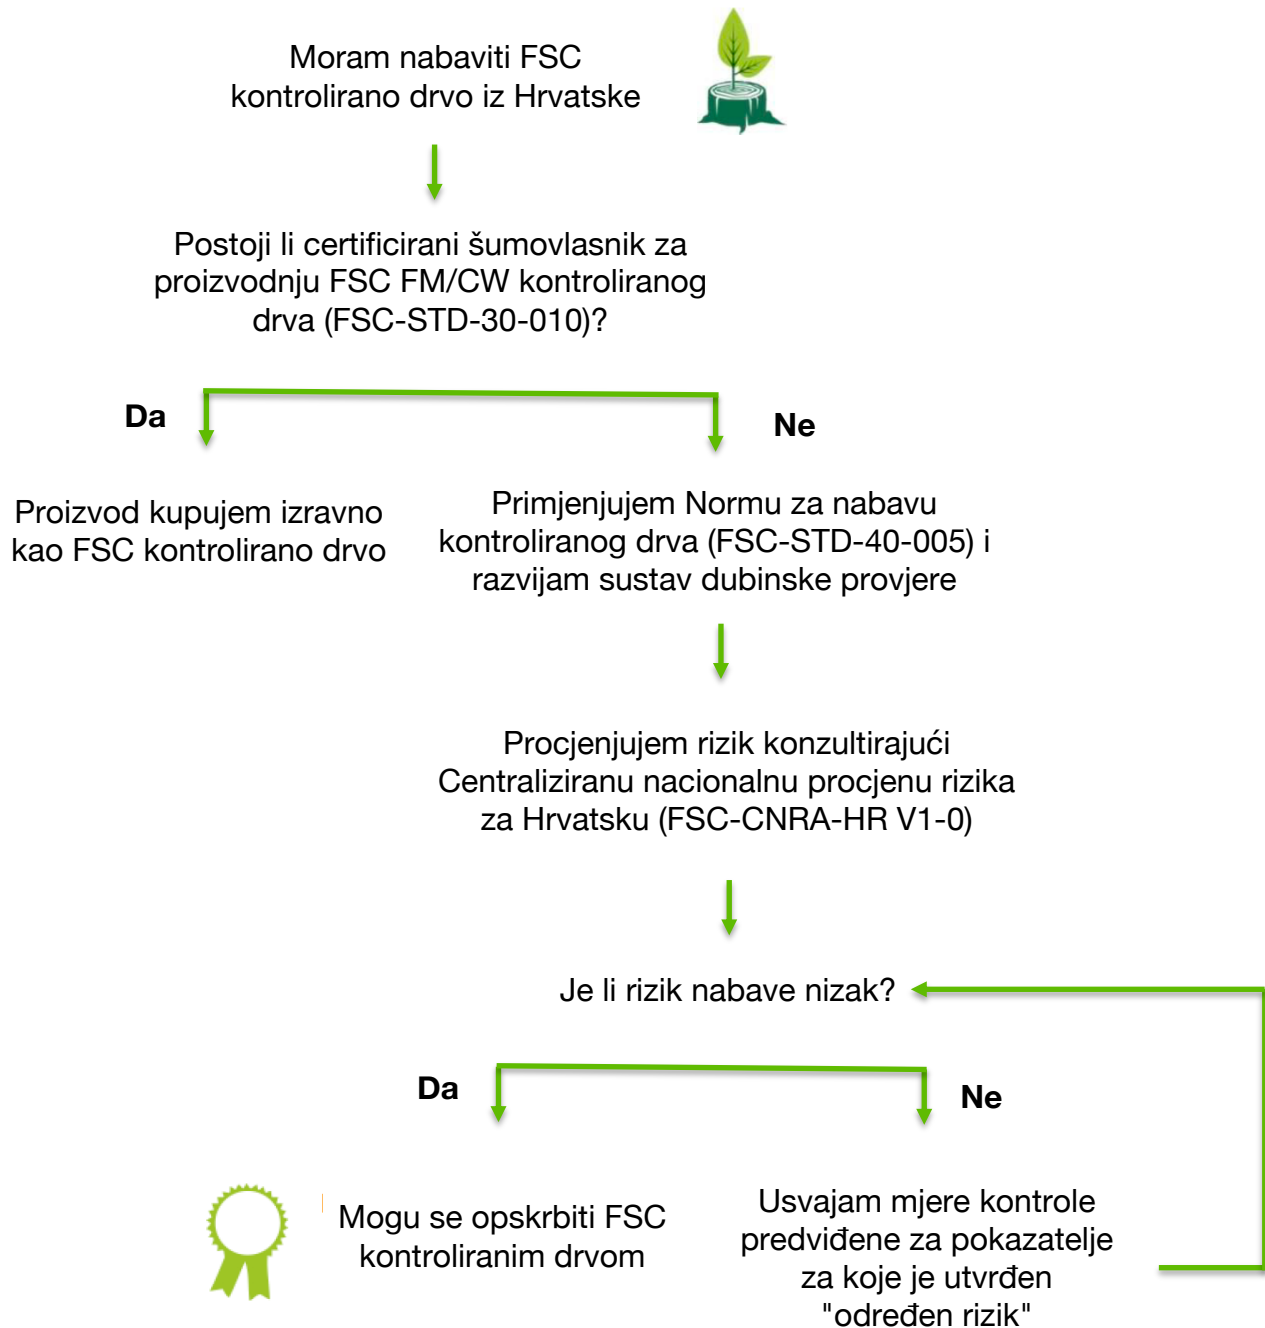 Moram nabaviti FSC
kontrolirano drvo iz Hrvatske
Postoji li certificirani šumovlasnik za
proizvodnju FSC FM/CW kontroliranog
drva (FSC-STD-30-010)?
Da
Ne
Proizvod kupujem izravno
kao FSC kontrolirano drvo
Primjenjujem Normu za nabavu
kontroliranog drva (FSC-STD-40-005) i
razvijam sustav dubinske provjere
Procjenjujem rizik konzultirajući
Centraliziranu nacionalnu procjenu rizika
za Hrvatsku (FSC-CNRA-HR V1-0)
Je li rizik nabave nizak?
Da
Ne
Mogu se opskrbiti FSC
kontroliranim drvom
Usvajam mjere kontrole
predviđene za pokazatelje
za koje je utvrđen
"određen rizik"